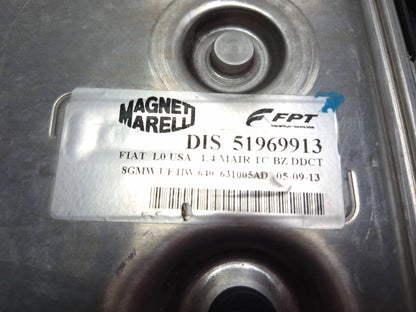 MAGNETI
MARELLI
FPT
DIS 51969913
FIAT L0 USA 1.4 MAIR TC BZ DDCT
8GMW HW 640 631005AD 05-09-13